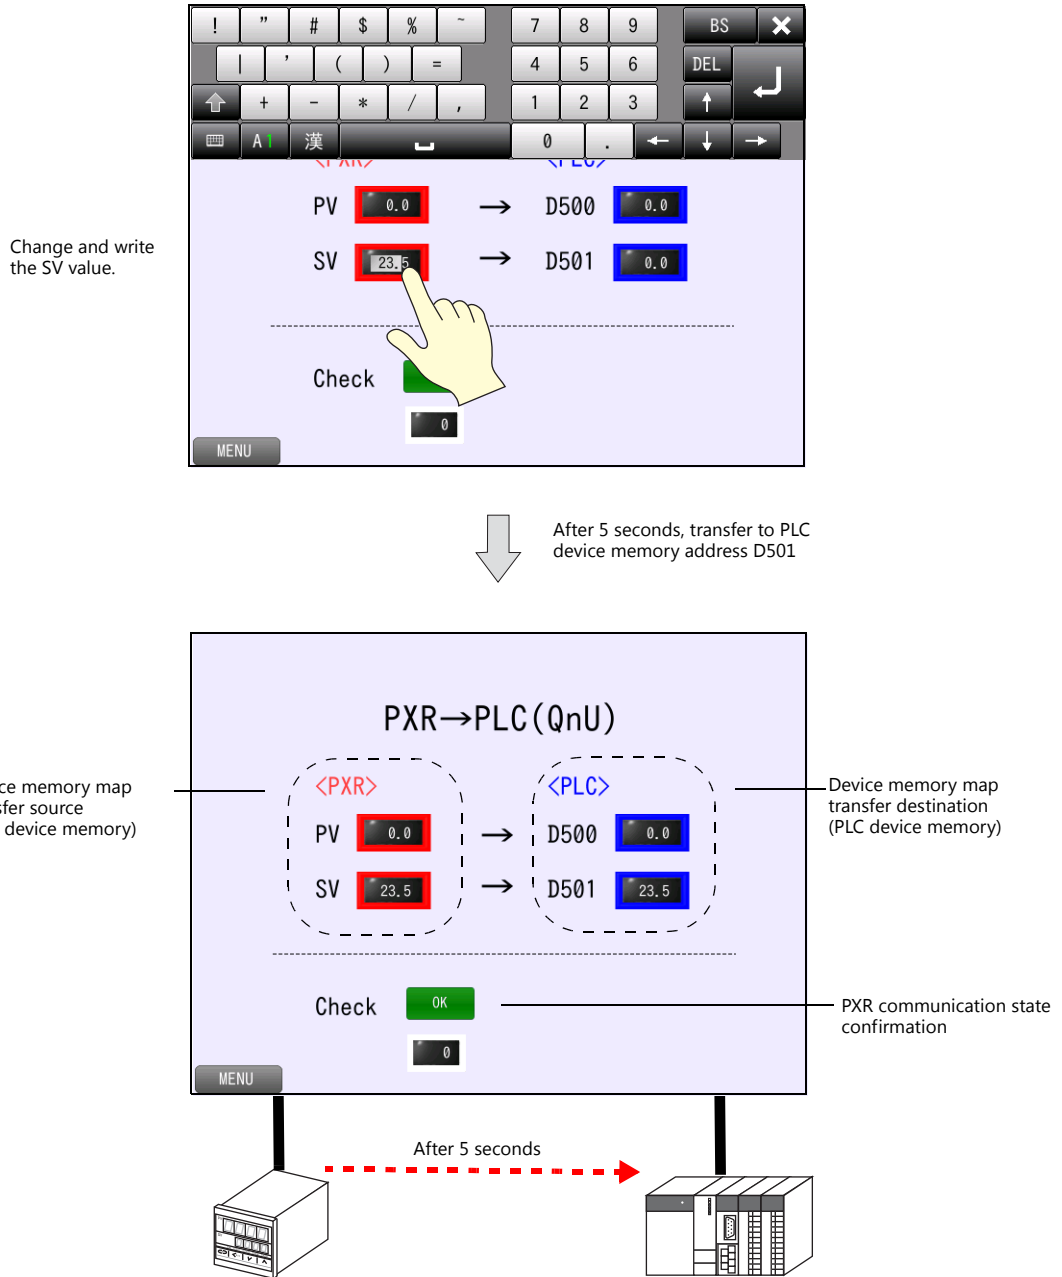 ! ” # $ % ~ 7 8 9 BS ×
| ’ ( ) = 4 5 6 DEL
+ - * / , 1 2 3 ↑
A1 漢 0 . ← ↓ →
PV 0.0 → D500 0.0
Change and write
the SV value.
SV 23.5 → D501 0.0
Check
0
MENU
After 5 seconds, transfer to PLC
device memory address D501
PXR→PLC(QnU)
memory map
source
device memory)
<PXR> <PLC>
PV 0.0 → D500 0.0
SV 23.5 → D501 23.5
Device memory map
transfer destination
(PLC device memory)
Check OK
0
PXR communication state
confirmation
MENU
After 5 seconds